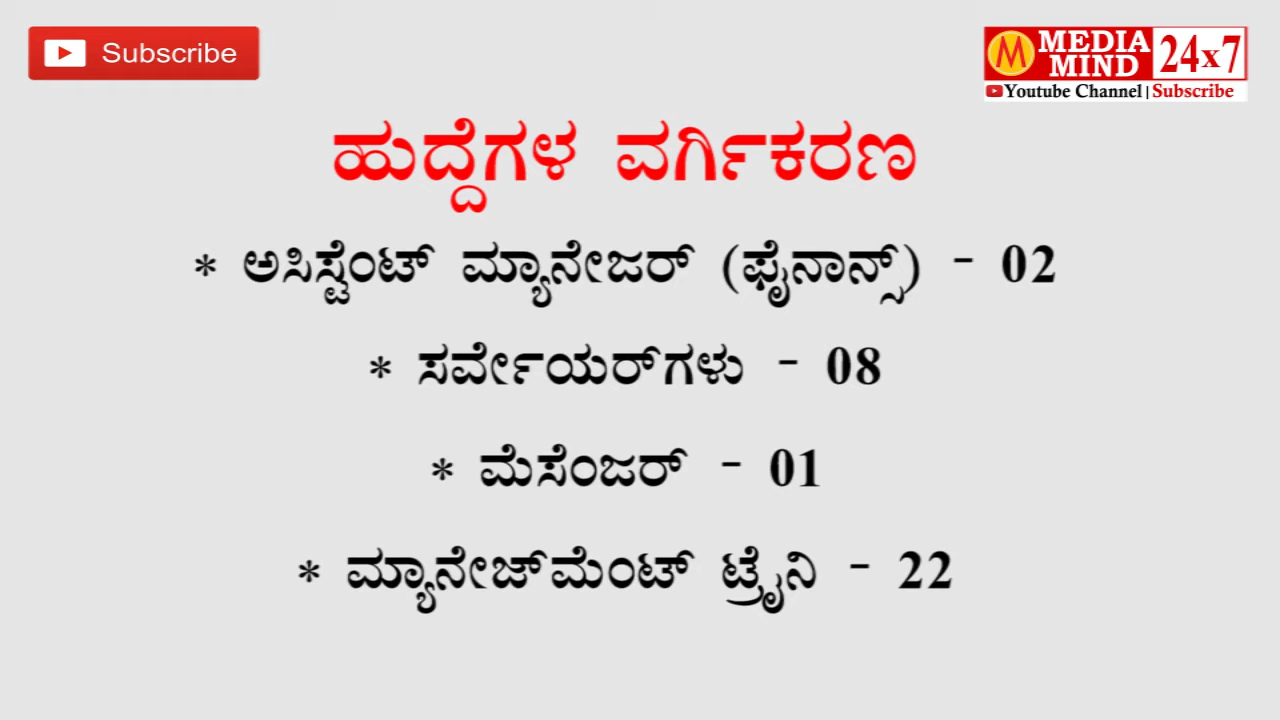 Subscribe
M MEDIA MIND 24x7
Youtube Channel | Subscribe
ಹುದ್ದೆಗಳ ವರ್ಗಿಕರಣ
* ಅಸಿಸ್ಟೆಂಟ್ ಮ್ಯಾನೇಜರ್ (ಫೈನಾನ್ಸ್) - 02
* ಸರ್ವೇಯರ್‌ಗಳು - 08
* ಮೆಸೆಂಜರ್ - 01
* ಮ್ಯಾನೇಜ್‌ಮೆಂಟ್ ಟ್ರೈನಿ - 22